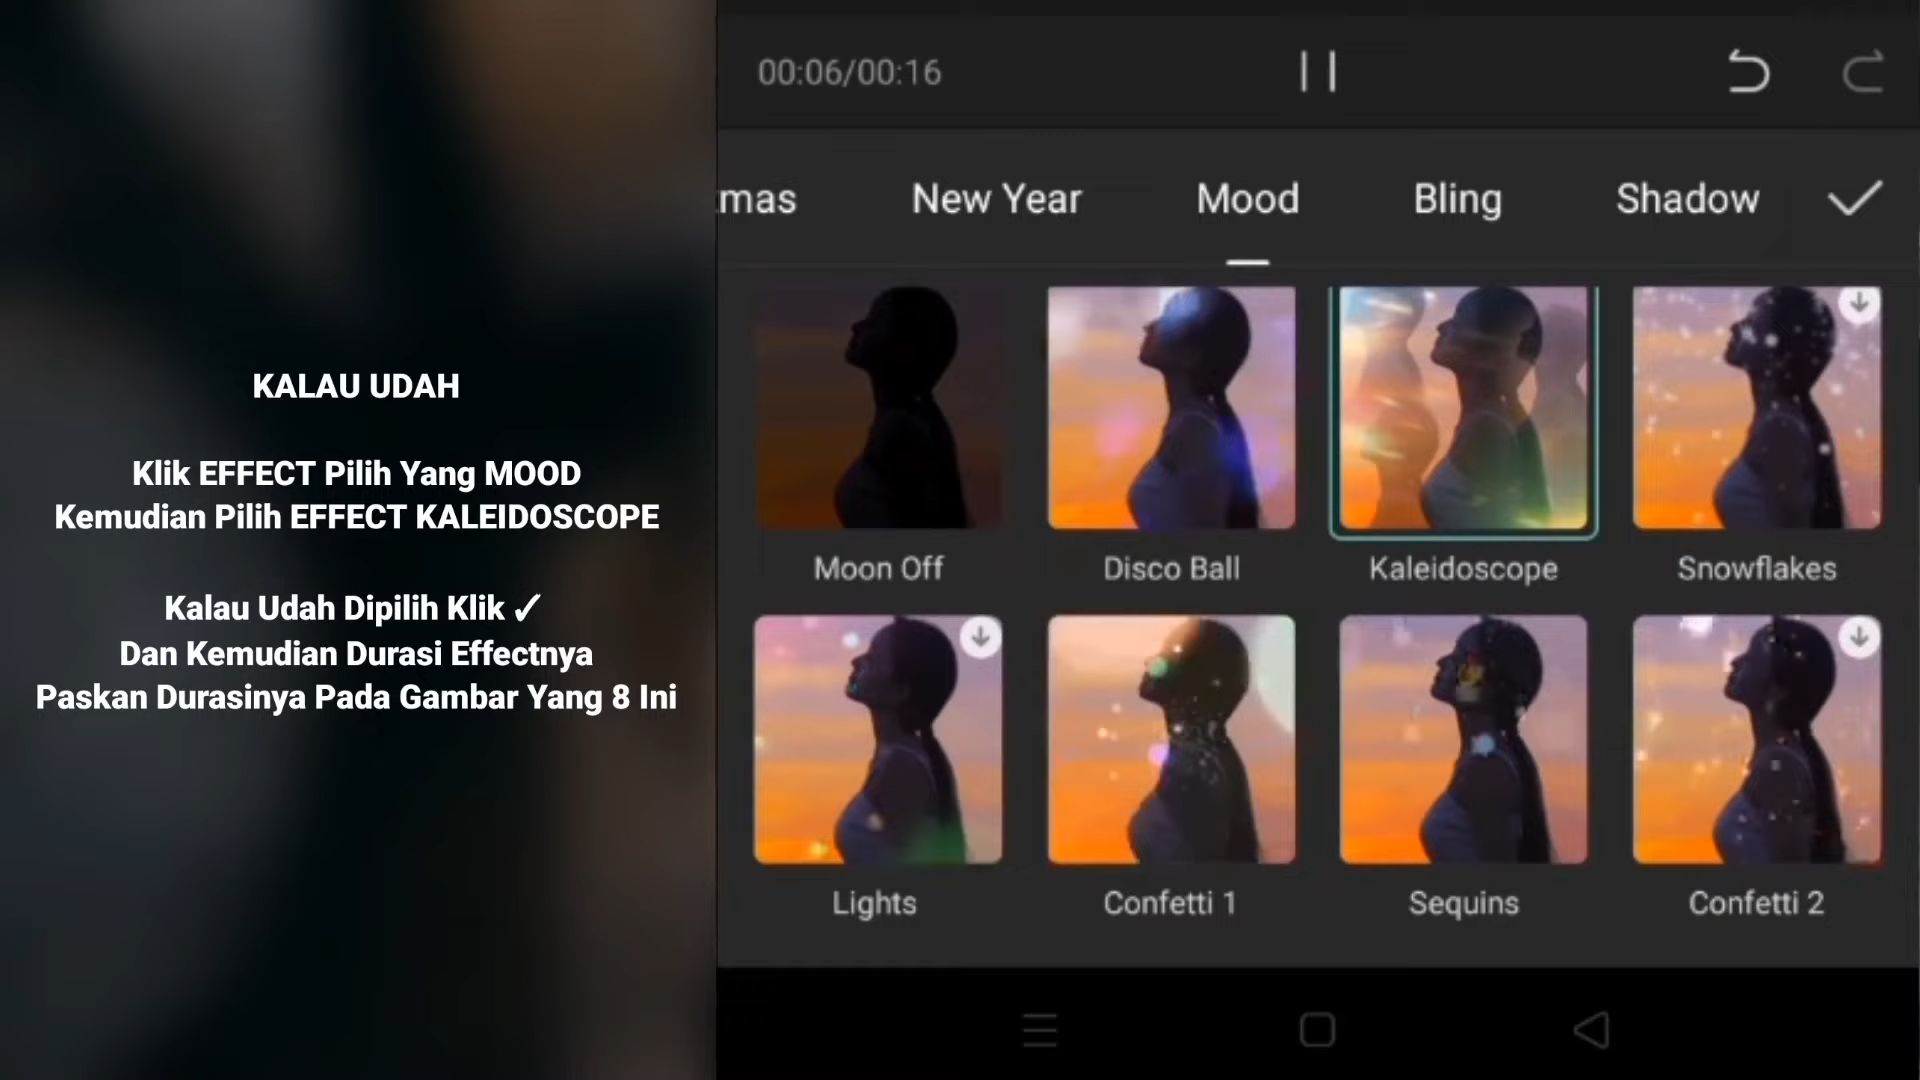 KALAU UDAH
Klik EFFECT Pilih Yang MOOD
Kemudian Pilih EFFECT KALEIDOSCOPE
Kalau Udah Dipilih Klik ✓
Dan Kemudian Durasi Effectnya
Paskan Durasinya Pada Gambar Yang 8 Ini
00:06/00:16
mas New Year Mood Bling Shadow
Moon Off Disco Ball Kaleidoscope Snowflakes
Lights Confetti 1 Sequins Confetti 2